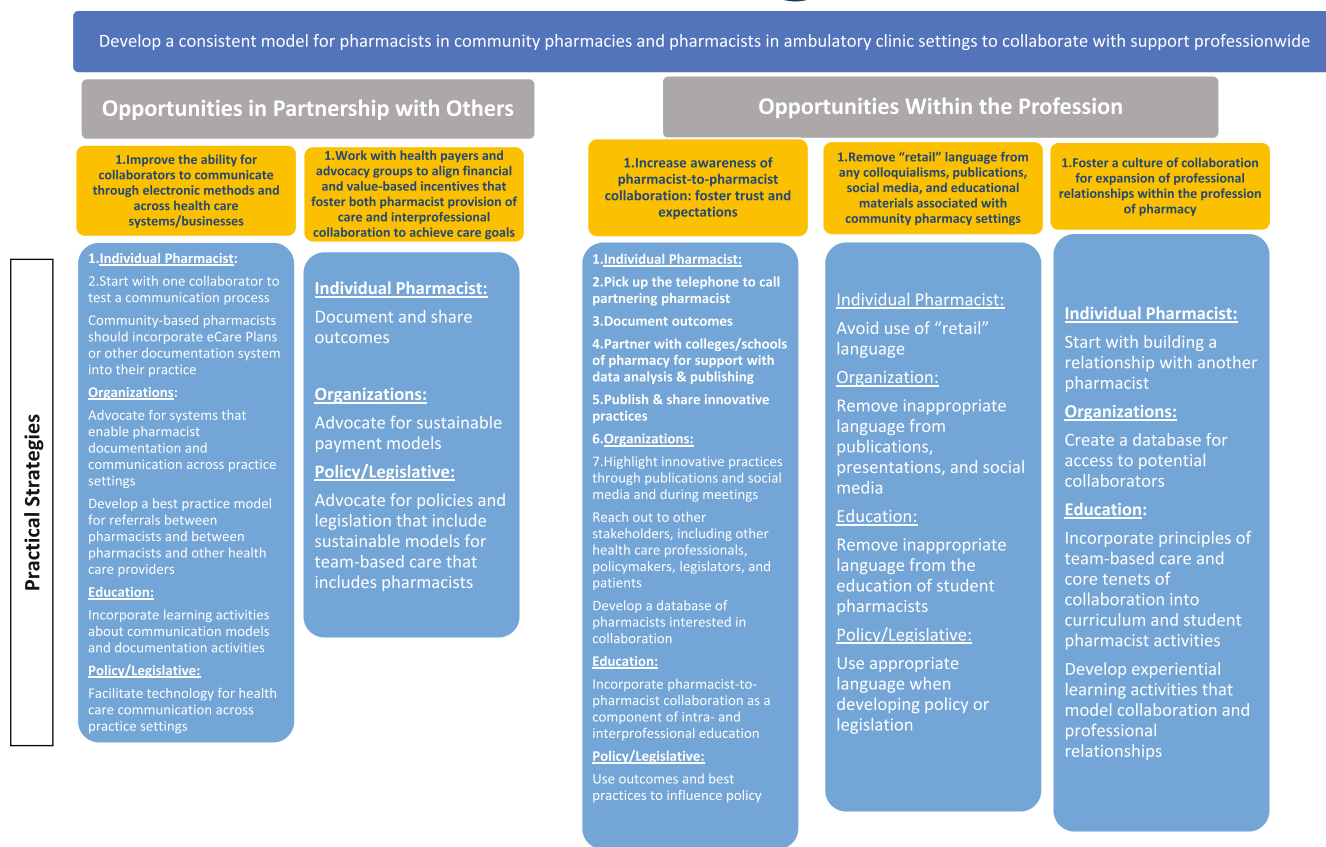 Develop a consistent model for pharmacists in community pharmacies and pharmacists in ambulatory clinic settings to collaborate with support professionwide
Opportunities in Partnership with Others
Opportunities Within the Profession
1.Improve the ability for
collaborators to communicate
through electronic methods and
across health care
systems/businesses
1.Work with health payers and
advocacy groups to align financial
and value-based incentives that
foster both pharmacist provision of
care and interprofessional
collaboration to achieve care goals
1.Increase awareness of
pharmacist-to-pharmacist
collaboration: foster trust and
expectations
1.Remove “retail” language from
any colloquialisms, publications,
social media, and educational
materials associated with
community pharmacy settings
1.Foster a culture of collaboration
for expansion of professional
relationships within the profession
of pharmacy
Practical Strategies
1.Individual Pharmacist:
2.Start with one collaborator to
test a communication process
Community-based pharmacists
should incorporate eCare Plans
or other documentation system
into their practice
Organizations:
Advocate for systems that
enable pharmacist
documentation and
communication across practice
settings
Develop a best practice model
for referrals between
pharmacists and between
pharmacists and other health
care providers
Education:
Incorporate learning activities
about communication models
and documentation activities
Policy/Legislative:
Facilitate technology for health
care communication across
practice settings
Individual Pharmacist:
Document and share
outcomes
Organizations:
Advocate for sustainable
payment models
Policy/Legislative:
Advocate for policies and
legislation that include
sustainable models for
team-based care that
includes pharmacists
1.Individual Pharmacist:
2.Pick up the telephone to call
partnering pharmacist
3.Document outcomes
4.Partner with colleges/schools
of pharmacy for support with
data analysis & publishing
5.Publish & share innovative
practices
6.Organizations:
7.Highlight innovative practices
through publications and social
media and during meetings
Reach out to other
stakeholders, including other
health care professionals,
policymakers, legislators, and
patients
Develop a database of
pharmacists interested in
collaboration
Education:
Incorporate pharmacist-to-
pharmacist collaboration as a
component of intra- and
interprofessional education
Policy/Legislative:
Use outcomes and best
practices to influence policy
Individual Pharmacist:
Avoid use of “retail”
language
Organization:
Remove inappropriate
language from
publications,
presentations, and social
media
Education:
Remove inappropriate
language from the
education of student
pharmacists
Policy/Legislative:
Use appropriate
language when
developing policy or
legislation
Individual Pharmacist:
Start with building a
relationship with another
pharmacist
Organizations:
Create a database for
access to potential
collaborators
Education:
Incorporate principles of
team-based care and
core tenets of
collaboration into
curriculum and student
pharmacist activities
Develop experiential
learning activities that
model collaboration and
professional
relationships